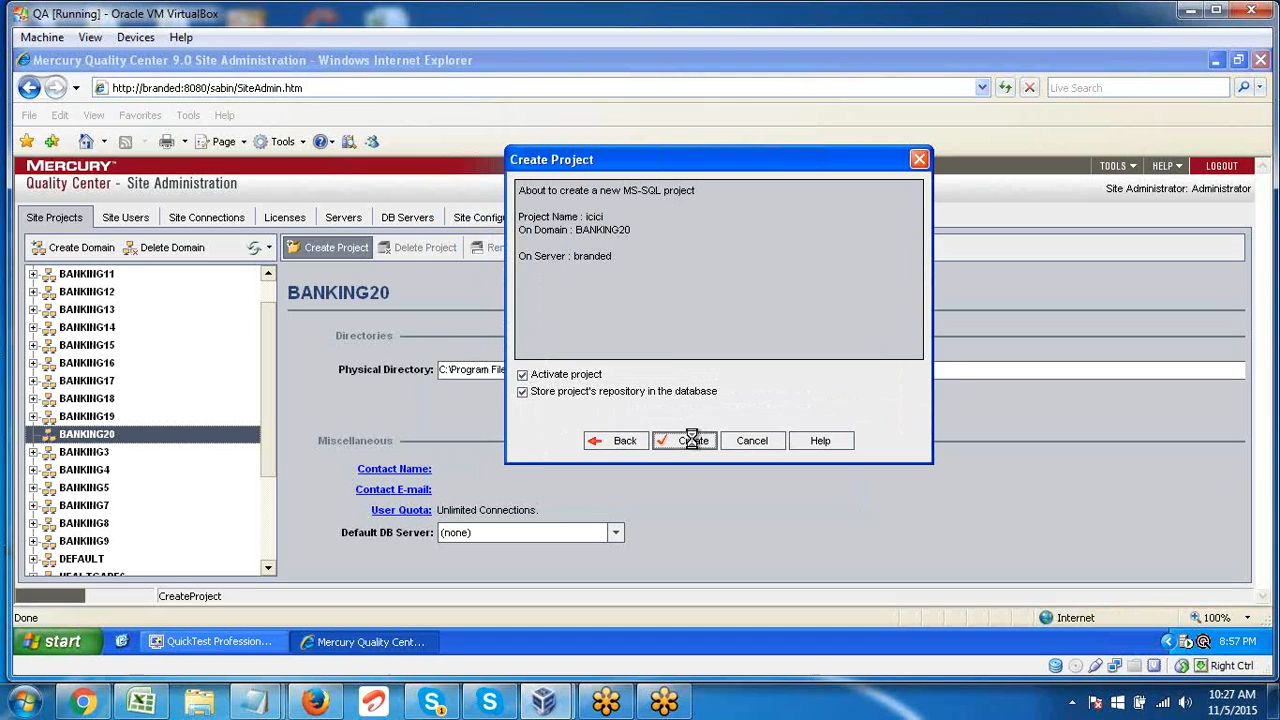 QA [Running] - Oracle VM VirtualBox
Machine View Devices Help
Mercury Quality Center 9.0 Site Administration - Windows Internet Explorer
http://branded:8080/sabin/SiteAdmin.htm
Live Search
File Edit View Favorites Tools Help
Page Tools
MERCURY™
TOOLS HELP LOGOUT
Quality Center - Site Administration
Site Administrator: Administrator
Site Projects Site Users Site Connections Licenses Servers DB Servers Site Config
Create Domain Delete Domain
Create Project Delete Project Ren
BANKING11
BANKING12
BANKING13
BANKING14
BANKING15
BANKING16
BANKING17
BANKING18
BANKING19
BANKING20
BANKING3
BANKING4
BANKING5
BANKING7
BANKING8
BANKING9
DEFAULT
BANKING20
Directories
Physical Directory: C:\Program File
Miscellaneous
Contact Name:
Contact E-mail:
User Quota: Unlimited Connections.
Default DB Server: (none)
Create Project
About to create a new MS-SQL project
Project Name : icici
On Domain : BANKING20
On Server : branded
Activate project
Store project's repository in the database
Back Create Cancel Help
CreateProject
Done
Internet 100%
start QuickTest Profession... Mercury Quality Cent... 8:57 PM
Right Ctrl
10:27 AM
11/5/2015